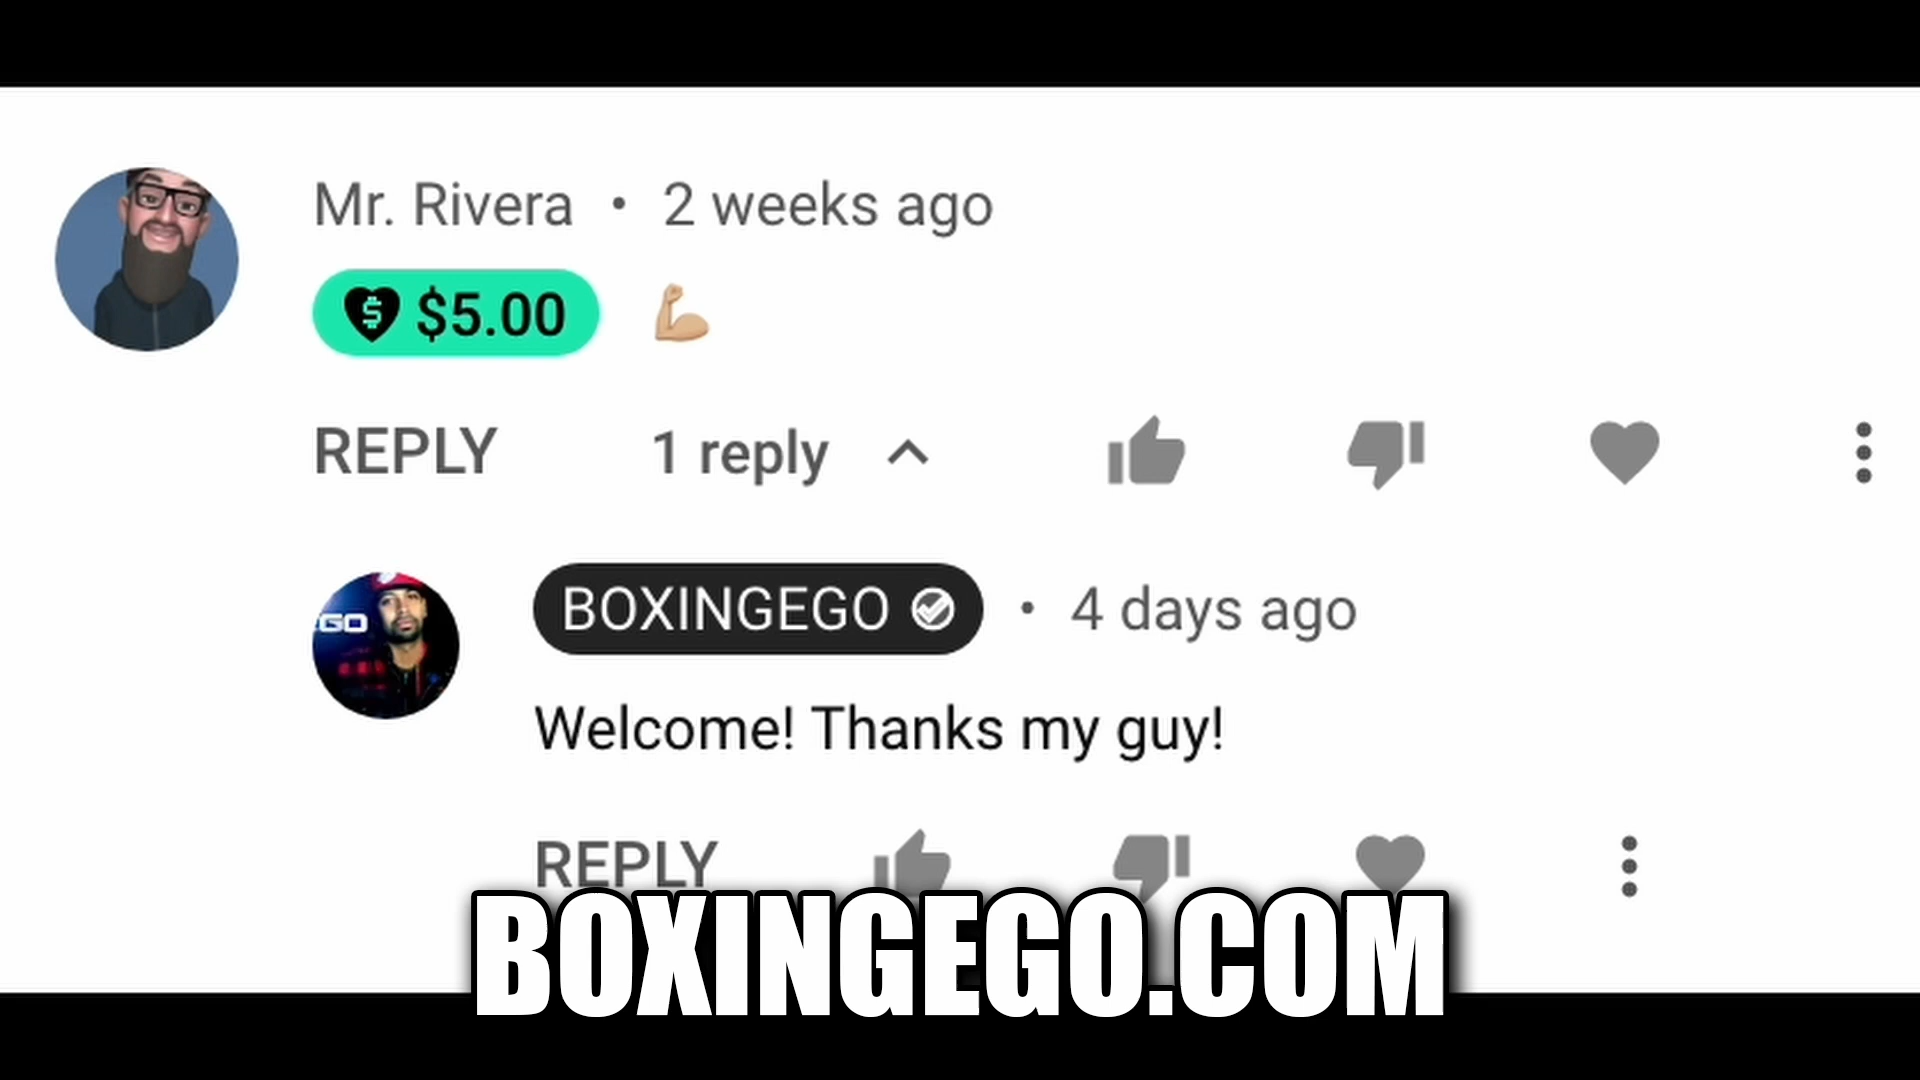 Mr. Rivera • 2 weeks ago
$5.00 💪🏼
REPLY 1 reply
GO
BOXINGEGO • 4 days ago
Welcome! Thanks my guy!
REPLY
BOXINGEGO.COM